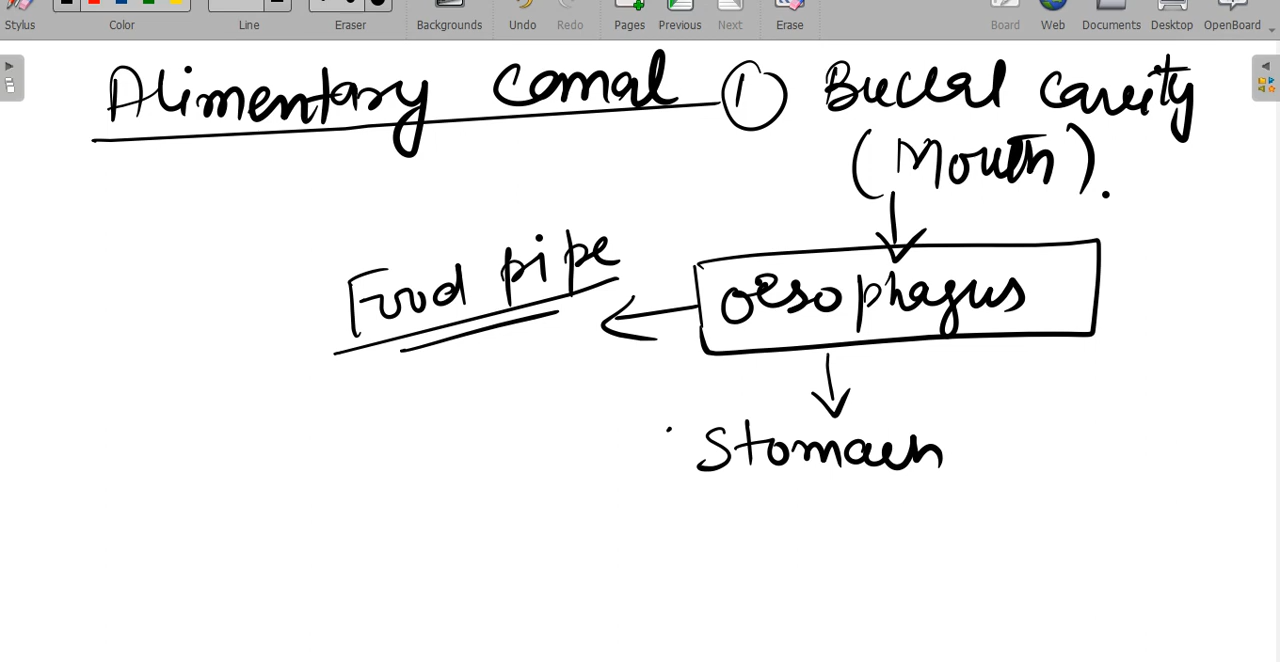 Stylus Color Line Eraser Backgrounds Undo Redo Pages Previous Next Erase Board Web Documents Desktop OpenBoard
Alimentary Canal ① Buccal cavity
(Mouth).
Food pipe
Oesophagus
Stomach